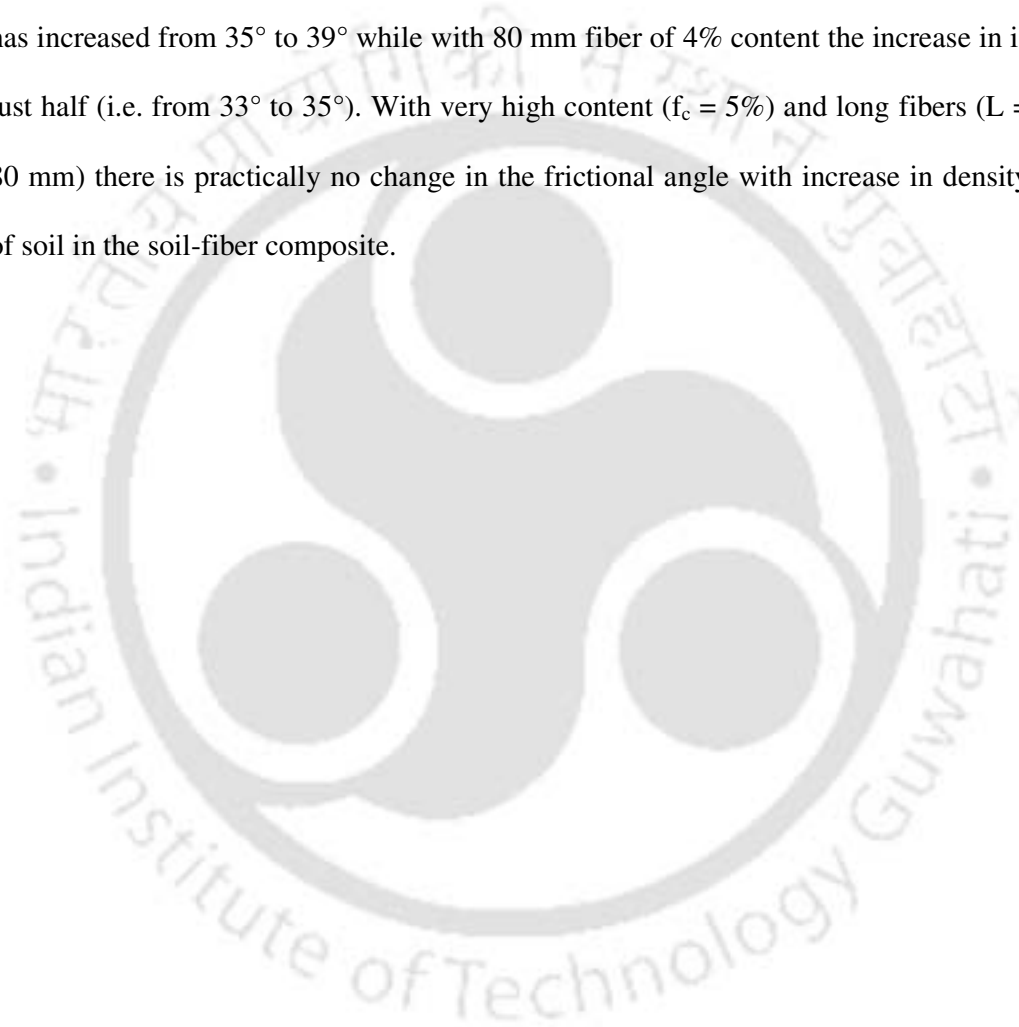 has increased from 35° to 39° while with 80 mm fiber of 4% content the increase in
just half (i.e. from 33° to 35°). With very high content (fc = 5%) and long fibers (L =
80 mm) there is practically no change in the frictional angle with increase in density
of soil in the soil-fiber composite.
भारतीय प्रौद्योगिकी संस्थान गुवाहाटी
Indian Institute of Technology Guwahati